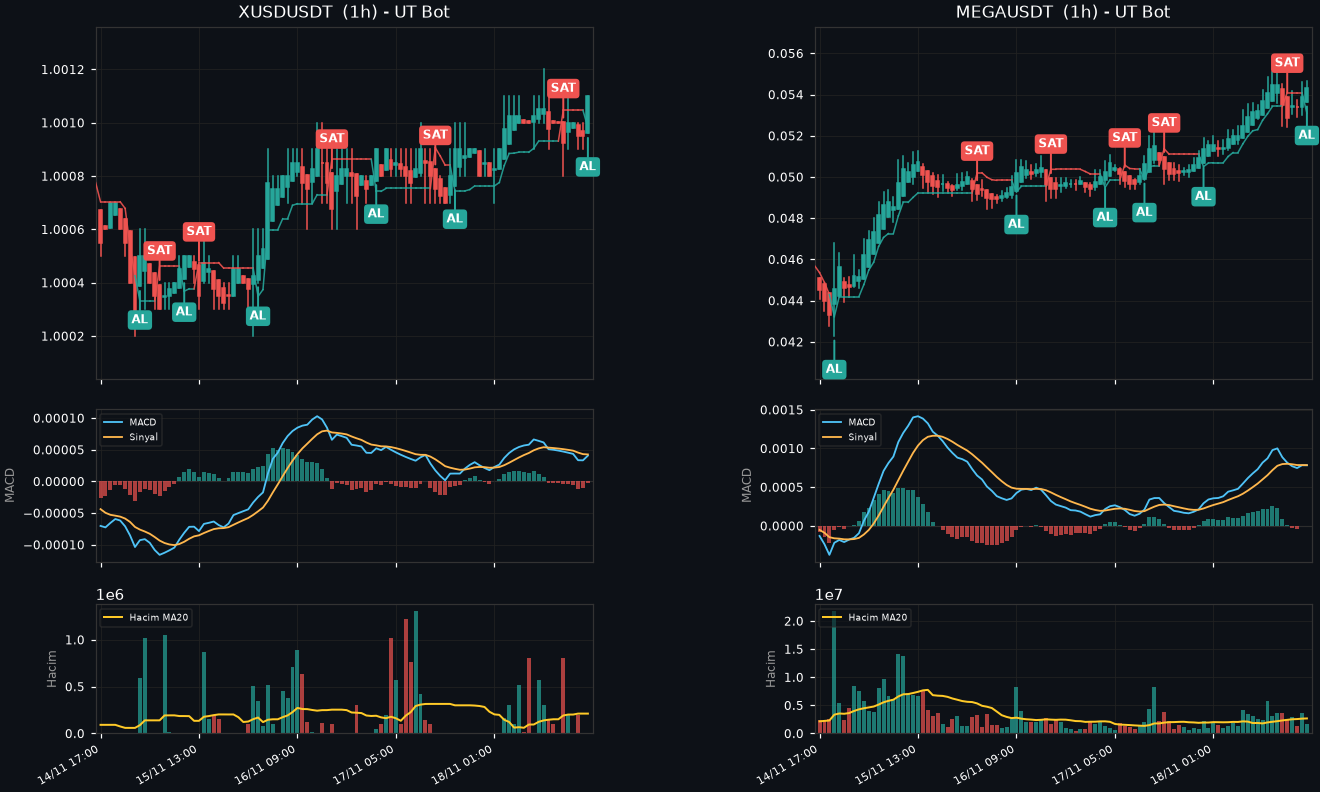 XUSDUSDT (1h) - UT Bot
1.0012
1.0010
1.0008
1.0006
1.0004
1.0002
SAT
SAT
SAT
SAT
SAT
AL
AL
AL
AL
AL
AL
MACD
0.00010
0.00005
0.00000
−0.00005
−0.00010
MACD
Sinyal
1e6
Hacim
1.0
0.5
0.0
Hacim MA20
14/11 17:00
15/11 13:00
16/11 09:00
17/11 05:00
18/11 01:00
MEGAUSDT (1h) - UT Bot
0.056
0.054
0.052
0.050
0.048
0.046
0.044
0.042
SAT
SAT
SAT
SAT
SAT
AL
AL
AL
AL
AL
AL
0.0015
0.0010
0.0005
0.0000
MACD
Sinyal
1e7
Hacim
2.0
1.5
1.0
0.5
0.0
Hacim MA20
14/11 17:00
15/11 13:00
16/11 09:00
17/11 05:00
18/11 01:00